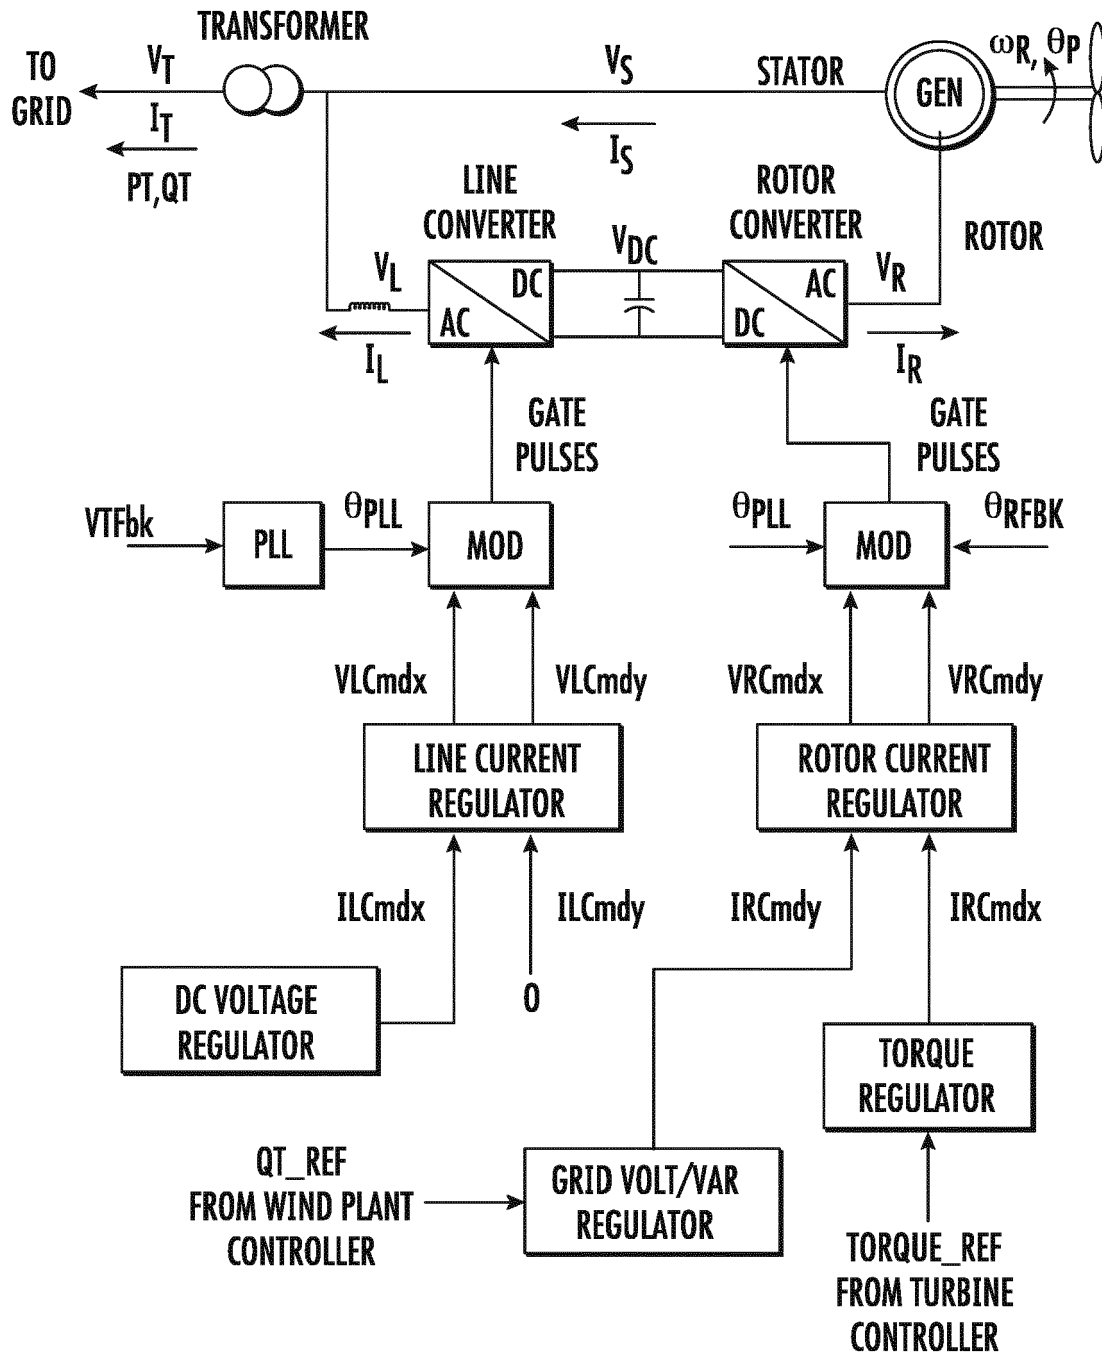 TRANSFORMER
TO
GRID
VT
IT
PT,QT
VS
STATOR
IS
GEN
ωR, θP
LINE
CONVERTER
ROTOR
CONVERTER
ROTOR
VL
DC
AC
VDC
AC
DC
VR
IL
IR
GATE
PULSES
GATE
PULSES
VTFbk
PLL
θPLL
MOD
θPLL
MOD
θRFBK
VLCmdx
VLCmdy
VRCmdx
VRCmdy
LINE CURRENT
REGULATOR
ROTOR CURRENT
REGULATOR
ILCmdx
ILCmdy
IRCmdy
IRCmdx
DC VOLTAGE
REGULATOR
0
TORQUE
REGULATOR
QT_REF
FROM WIND PLANT
CONTROLLER
GRID VOLT/VAR
REGULATOR
TORQUE_REF
FROM TURBINE
CONTROLLER